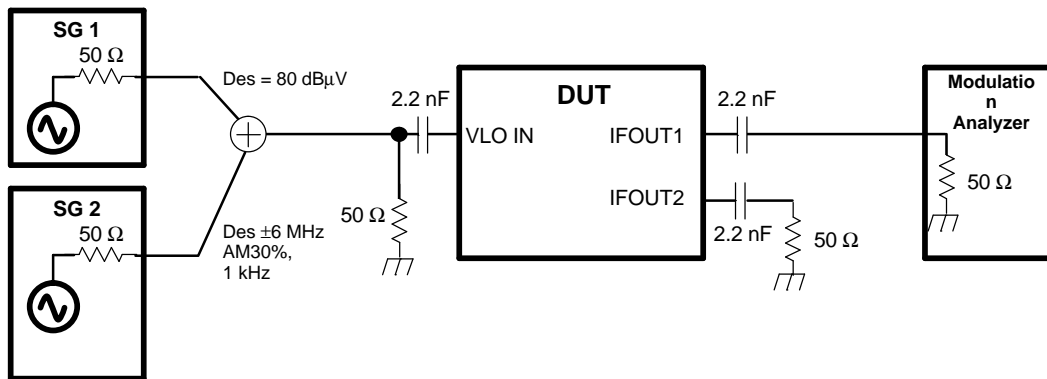 SG 1
50 Ω
Des = 80 dBμV
SG 2
50 Ω
Des ±6 MHz
AM30%,
1 kHz
50 Ω
2.2 nF
DUT
VLO IN
IFOUT1
IFOUT2
2.2 nF
2.2 nF
50 Ω
Modulatio
n
Analyzer
50 Ω